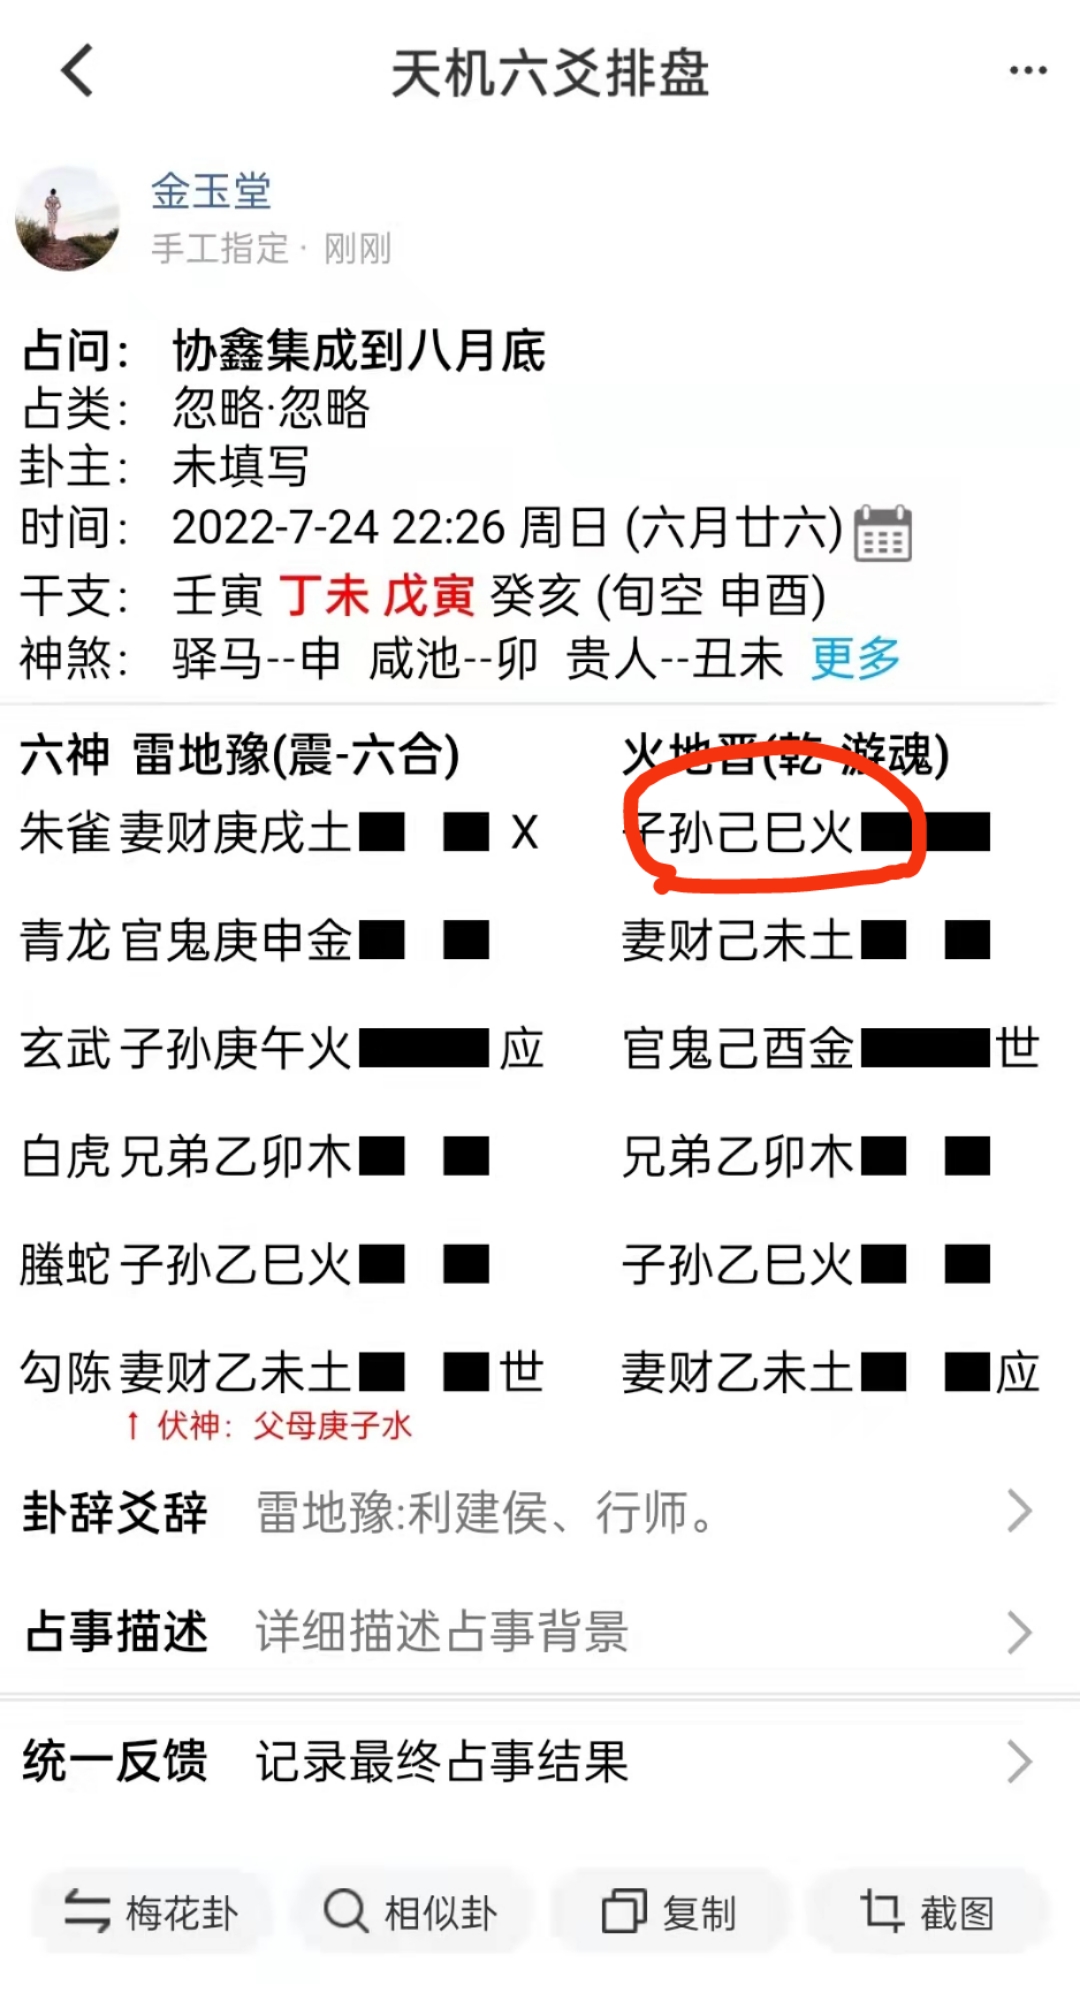 天机六爻排盘
金玉堂
手工指定· 刚刚
占问： 协鑫集成到八月底
占类： 忽略·忽略
卦主： 未填写
时间： 2022-7-24 22:26 周日 (六月廿六)
干支： 壬寅 丁未 戊寅 癸亥 (旬空 申酉)
神煞： 驿马--申 咸池--卯 贵人--丑未 更多
六神 雷地豫(震-六合) 火地晋(乾-游魂)
朱雀 妻财庚戌土 X 子孙己巳火
青龙 官鬼庚申金 妻财己未土
玄武 子孙庚午火 应 官鬼己酉金 世
白虎 兄弟乙卯木 兄弟乙卯木
螣蛇 子孙乙巳火 子孙乙巳火
勾陈 妻财乙未土 世 妻财乙未土 应
↑ 伏神：父母庚子水
卦辞爻辞 雷地豫:利建侯、行师。
占事描述 详细描述占事背景
统一反馈 记录最终占事结果
梅花卦 相似卦 复制 截图